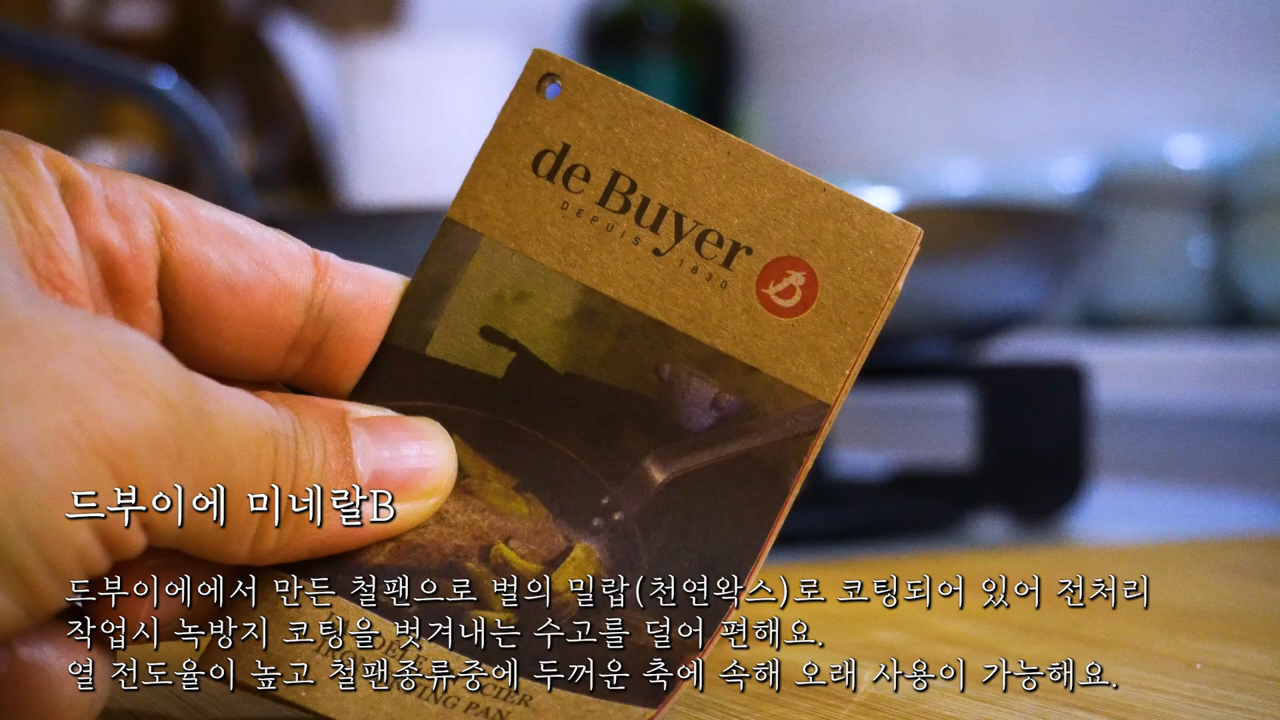 de Buyer
DEPUIS 1830
B
드부이에 미네랄B
드부이에에서 만든 철팬으로 벌의 밀랍(천연왁스)로 코팅되어 있어 전처리
작업시 녹방지 코팅을 벗겨내는 수고를 덜어 편해요.
열 전도율이 높고 철팬종류중에 두꺼운 축에 속해 오래 사용이 가능해요.
PAN